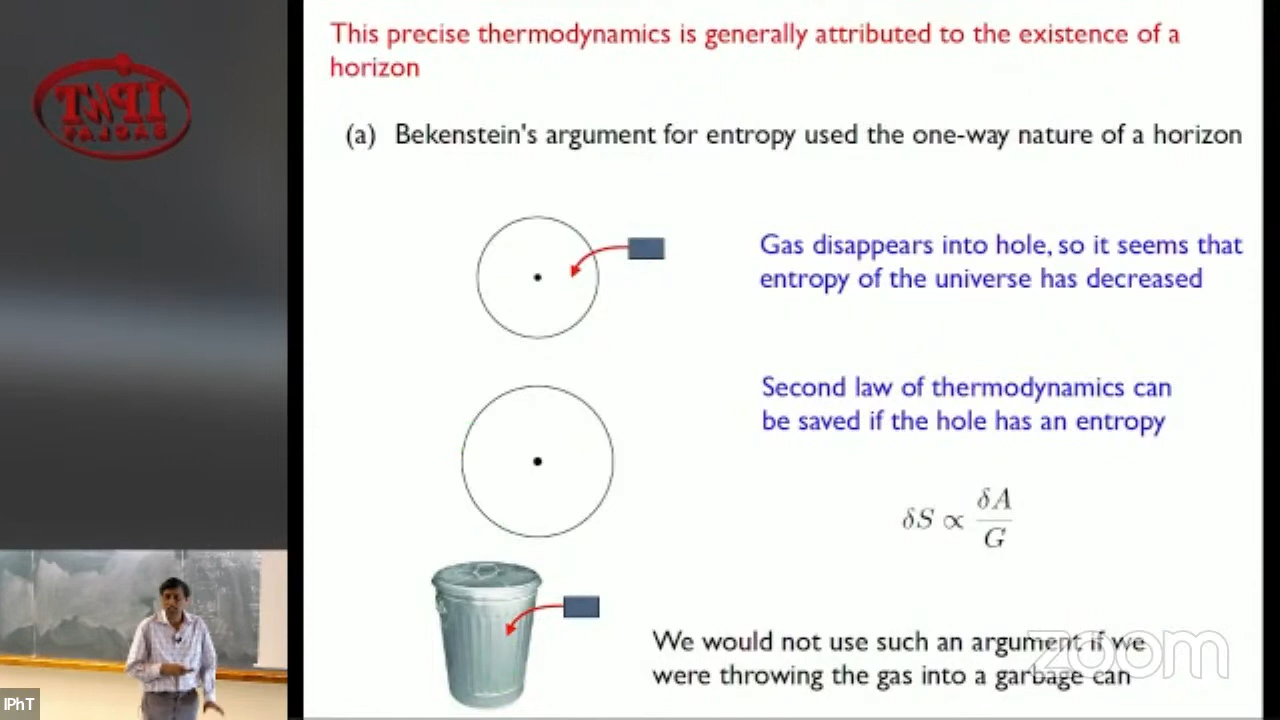 This precise thermodynamics is generally attributed to the existence of a
horizon
(a) Bekenstein's argument for entropy used the one-way nature of a horizon
IPhT
SACLAY
Gas disappears into hole, so it seems that
entropy of the universe has decreased
Second law of thermodynamics can
be saved if the hole has an entropy
δS ∝ δA/G
We would not use such an argument if we
were throwing the gas into a garbage can
zoom
IPhT